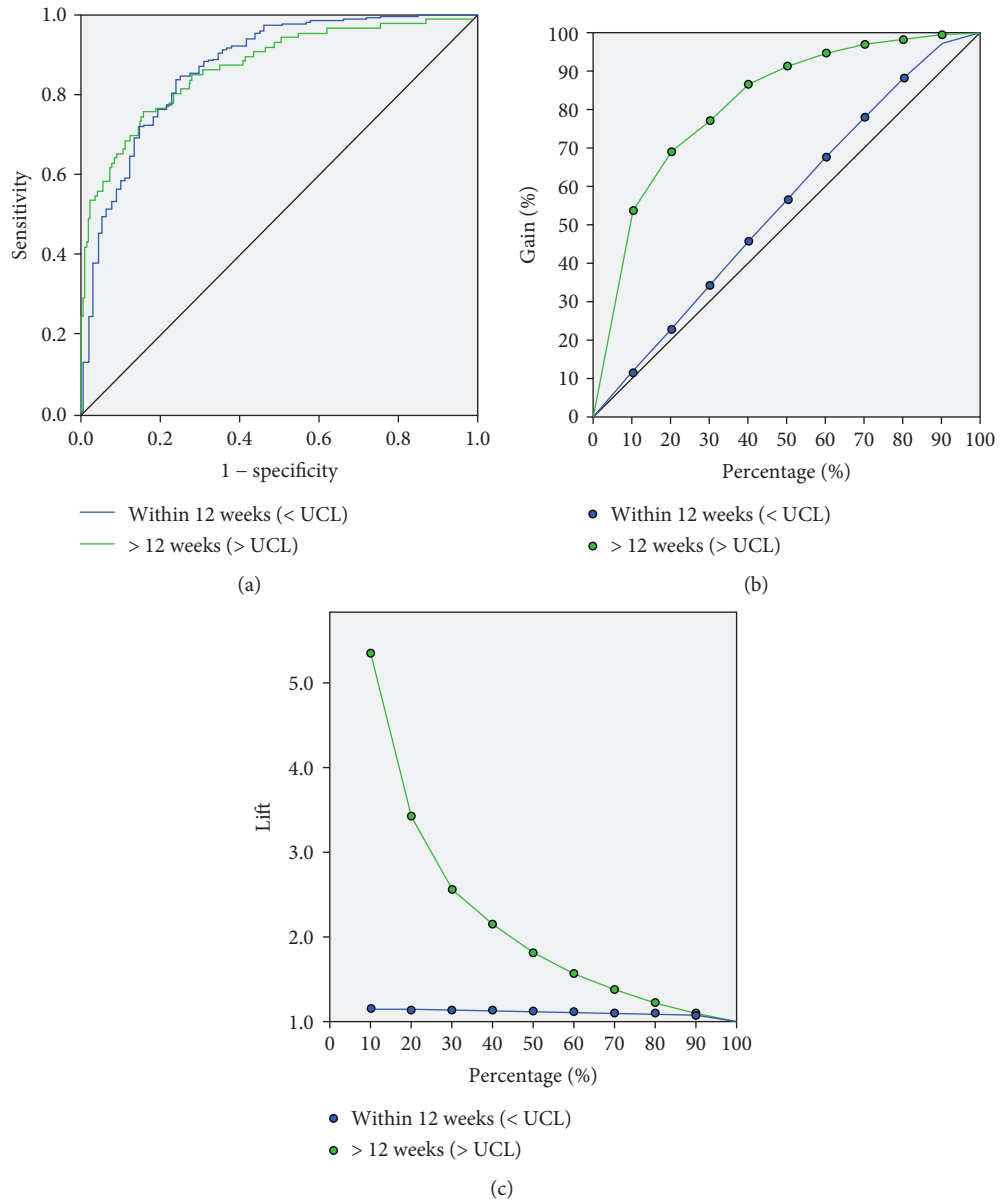 1.0
0.8
0.6
0.4
0.2
0.0
Sensitivity
0.0 0.2 0.4 0.6 0.8 1.0
1 − specificity
Within 12 weeks (< UCL)
> 12 weeks (> UCL)
(a)
100
90
80
70
60
50
40
30
20
10
0
Gain (%)
0 10 20 30 40 50 60 70 80 90 100
Percentage (%)
Within 12 weeks (< UCL)
> 12 weeks (> UCL)
(b)
5.0
4.0
3.0
2.0
1.0
Lift
0 10 20 30 40 50 60 70 80 90 100
Percentage (%)
Within 12 weeks (< UCL)
> 12 weeks (> UCL)
(c)